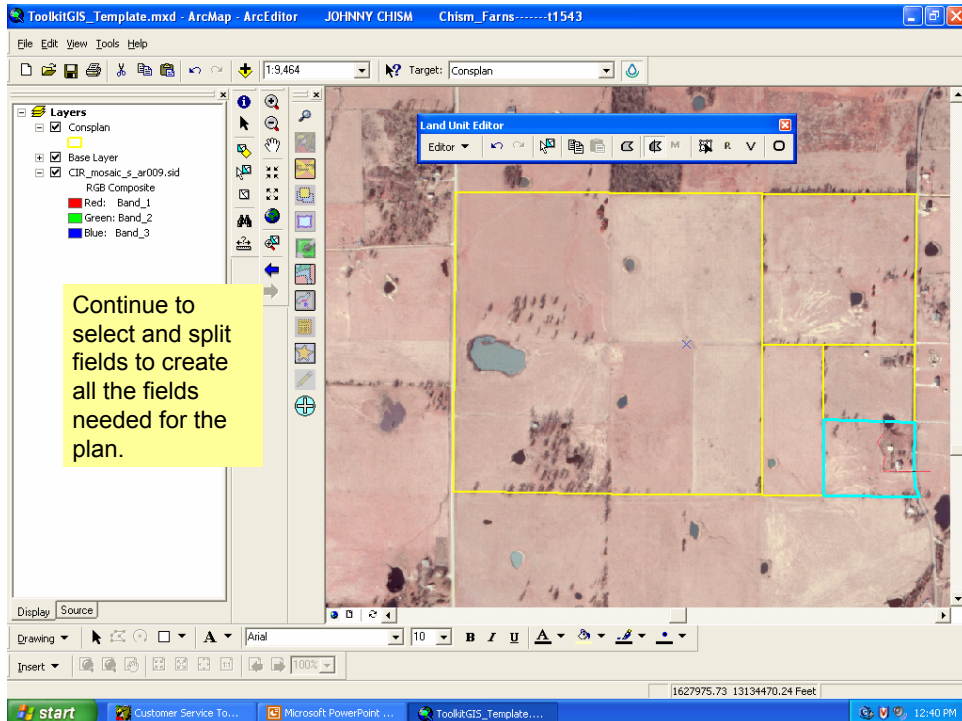 ToolkitGIS_Template.mxd - ArcMap - ArcEditor JOHNNY CHISM Chism_Farns-------t1543
File Edit View Tools Help
1:9,464
Target: Consplan
Layers
Consplan
Base Layer
CIR_mosaic_s_ar009.sid
RGB Composite
Red: Band_1
Green: Band_2
Blue: Band_3
Land Unit Editor
Editor
M R V
Continue to
select and split
fields to create
all the fields
needed for the
plan.
Display Source
Drawing A Arial 10 B I U A
Insert 100%
1627975.73 13134470.24 Feet
start Customer Service To... Microsoft PowerPoint ... ToolkitGIS_Template.... 12:40 PM